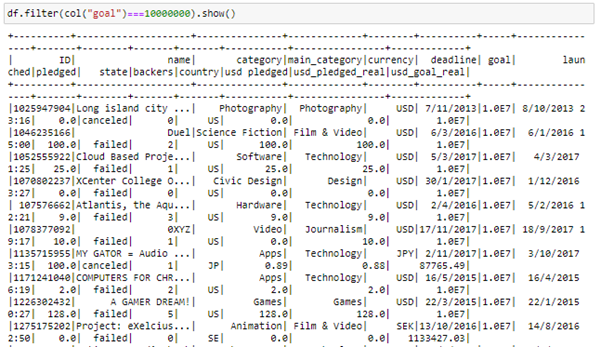 df.filter(col("goal")===10000000).show()
+----------+--------------------+---------------+-------------+--------+----------+-----+---------
----+-------+--------+-------+-------+-----------+----------------+-------------+
| ID| name| category|main_category|currency| deadline| goal| laun
ched|pledged| state|backers|country|usd pledged|usd_pledged_real|usd_goal_real|
+----------+--------------------+---------------+-------------+--------+----------+-----+---------
----+-------+--------+-------+-------+-----------+----------------+-------------+
|1025947904|Long island city ...| Photography| Photography| USD| 7/11/2013|1.0E7| 8/10/2013 2
3:16| 0.0|canceled| 0| US| 0.0| 0.0| 1.0E7|
|1046235166| Duel|Science Fiction| Film & Video| USD| 6/3/2016|1.0E7| 6/1/2016 1
5:00| 100.0| failed| 2| US| 100.0| 100.0| 1.0E7|
|1052555922|Cloud Based Proje...| Software| Technology| USD| 5/3/2017|1.0E7| 4/3/2017
1:25| 25.0| failed| 1| US| 25.0| 25.0| 1.0E7|
|1070802237|XCenter College O...| Civic Design| Design| USD| 30/1/2017|1.0E7| 1/12/2016
3:27| 0.0| failed| 0| US| 0.0| 0.0| 1.0E7|
| 107576662|Atlantis, the Aqu...| Hardware| Technology| USD| 2/4/2016|1.0E7| 5/2/2016 1
2:21| 9.0| failed| 3| US| 9.0| 9.0| 1.0E7|
|1078377092| 0XYZ| Video| Journalism| USD|17/11/2017|1.0E7| 18/9/2017 1
9:17| 10.0| failed| 1| US| 0.0| 10.0| 1.0E7|
|1135715955|MY GATOR = Audio ...| Apps| Technology| JPY| 2/11/2017|1.0E7| 3/10/2017
3:15| 100.0|canceled| 1| JP| 0.89| 0.88| 87765.49|
|1171241040|COMPUTERS FOR CHR...| Apps| Technology| USD| 16/5/2015|1.0E7| 16/4/2015
6:19| 2.0| failed| 2| US| 2.0| 2.0| 1.0E7|
|1226302432| A GAMER DREAM!| Games| Games| USD| 22/3/2015|1.0E7| 22/1/2015
0:27| 128.0| failed| 5| US| 128.0| 128.0| 1.0E7|
|1275175202|Project: eXelcius...| Animation| Film & Video| SEK|13/10/2016|1.0E7| 14/8/2016
2:50| 0.0| failed| 0| SE| 0.0| 0.0| 1133427.03|